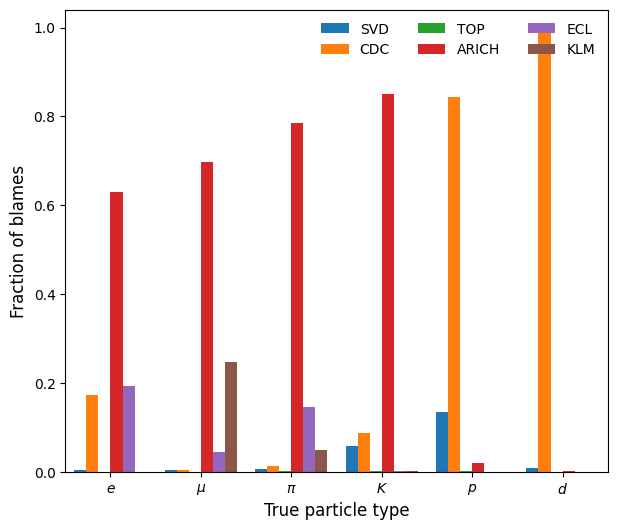 SVD TOP ECL
CDC ARICH KLM
Fraction of blames
1.0
0.8
0.6
0.4
0.2
0.0
e μ π K p d
True particle type